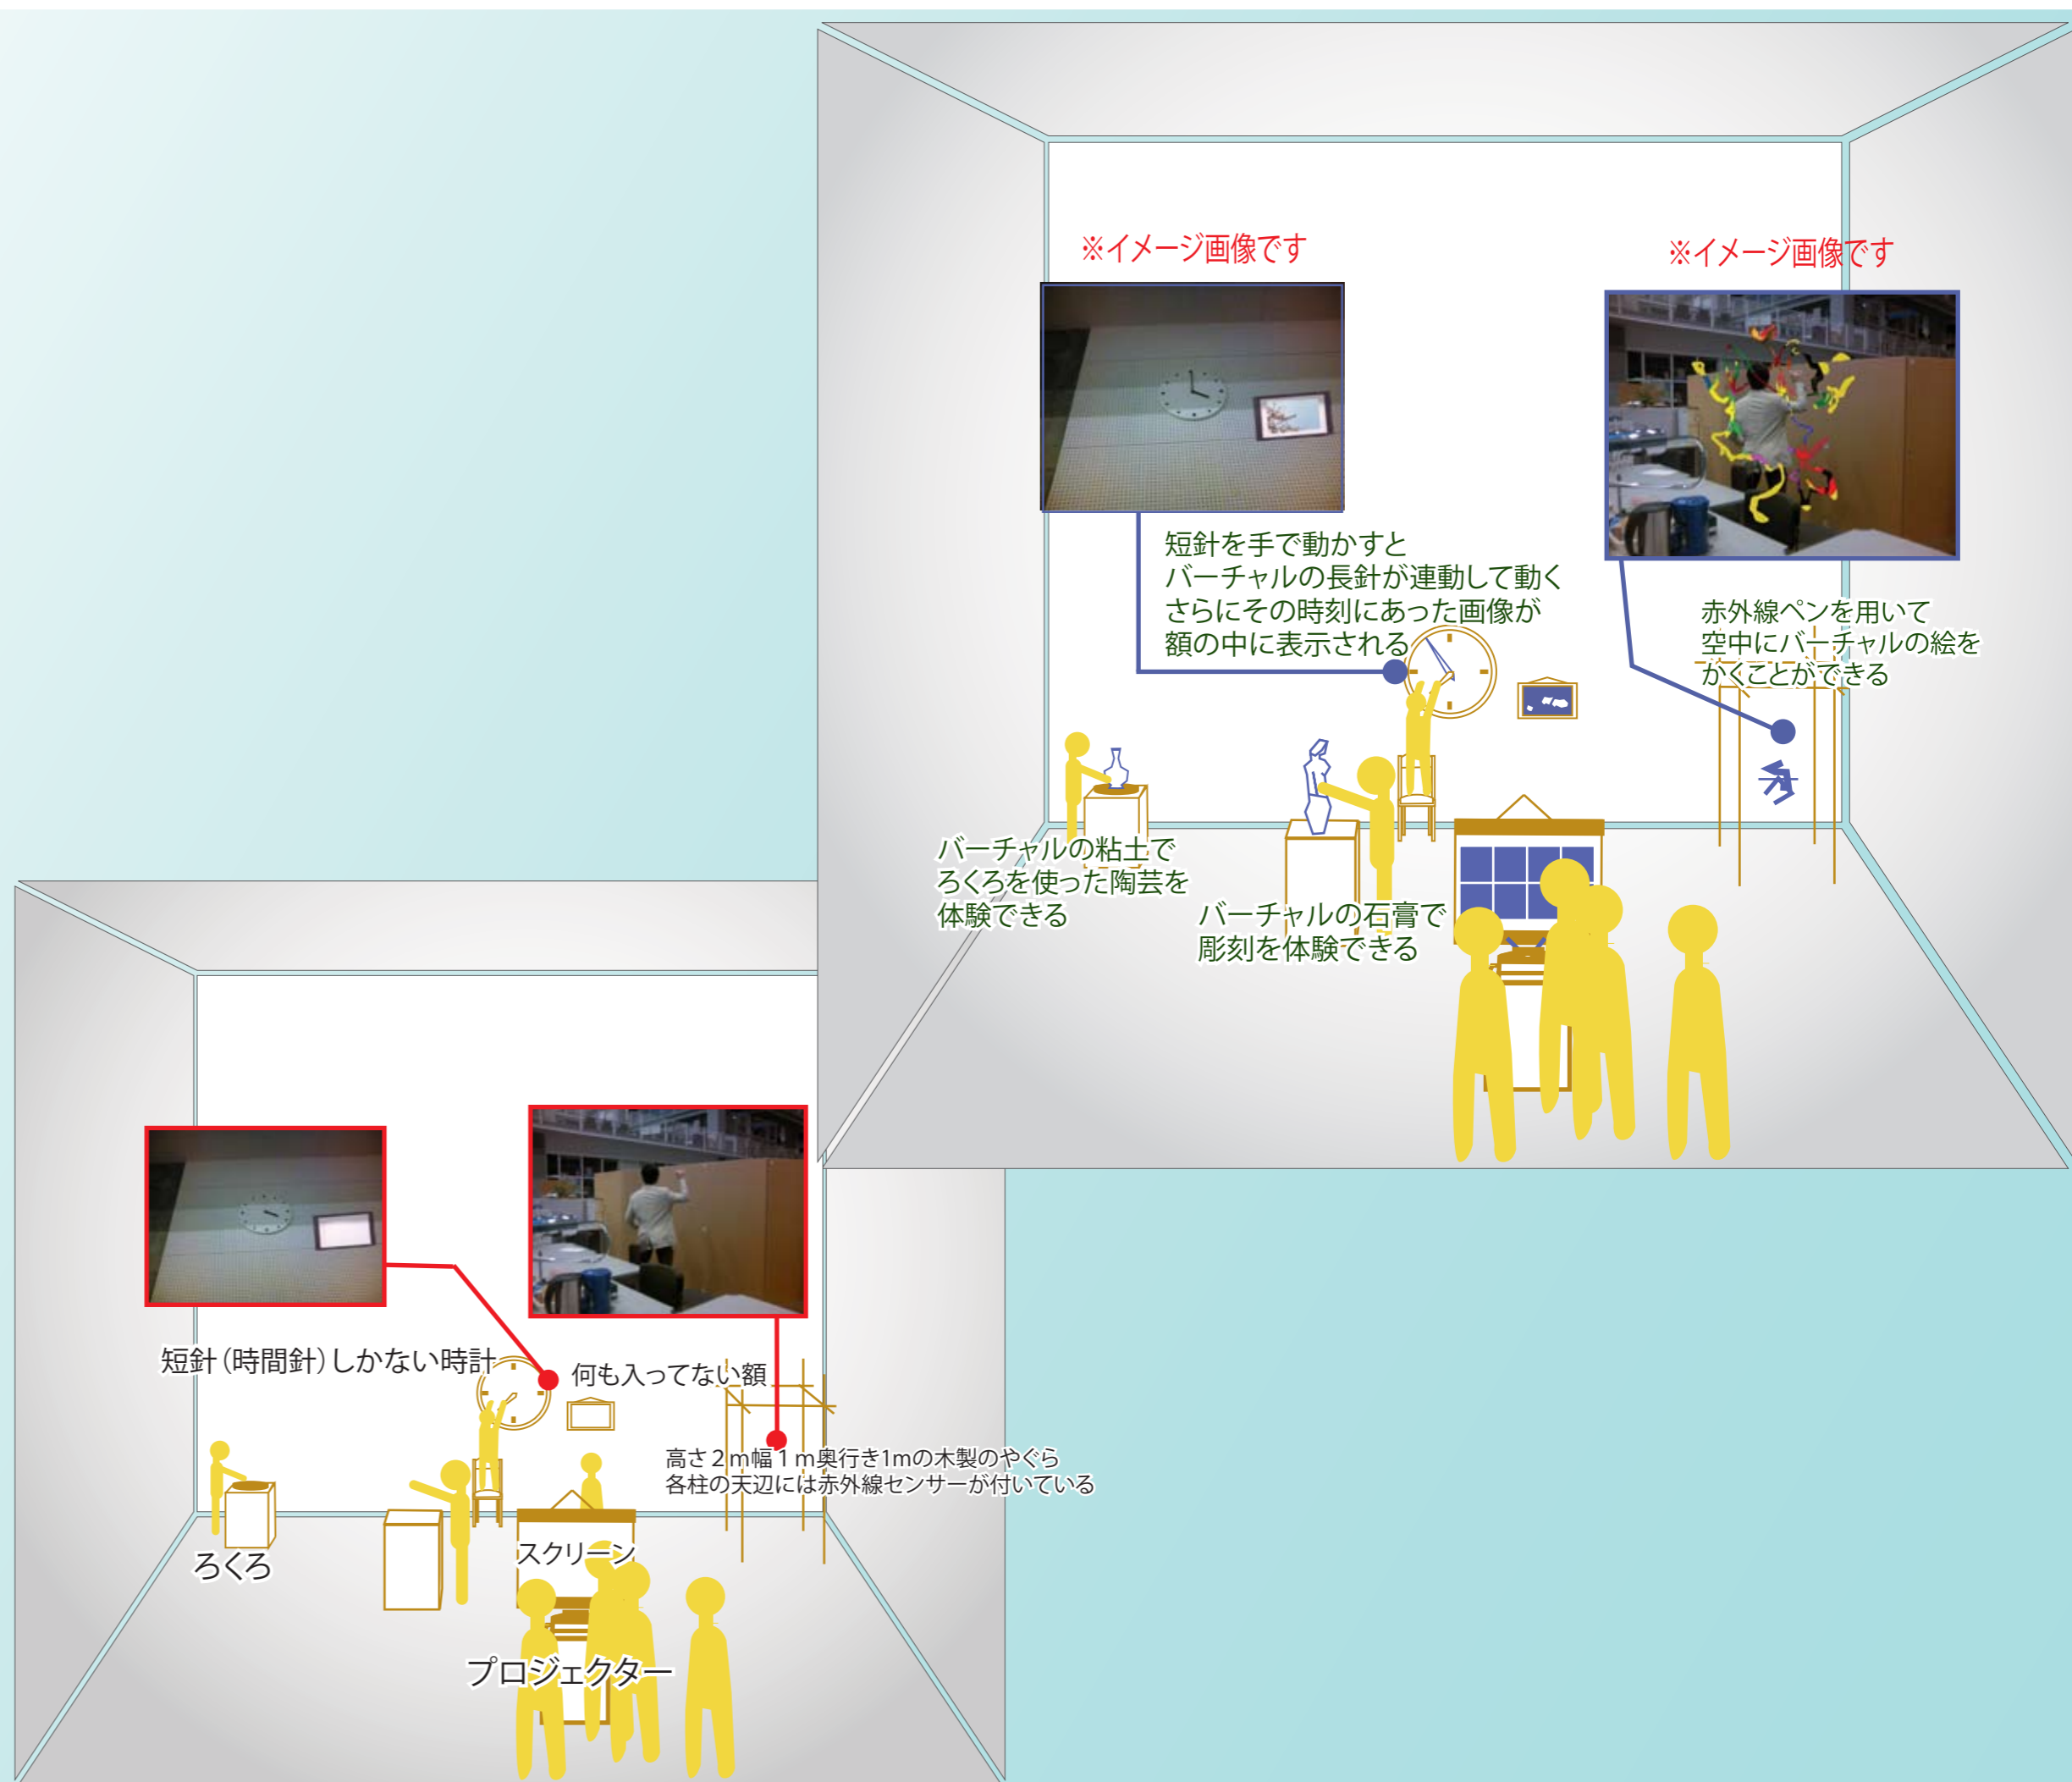 ※イメージ画像です
※イメージ画像です
短針を手で動かすと
バーチャルの長針が連動して動く
さらにその時刻にあった画像が
額の中に表示される
赤外線ペンを用いて
空中にバーチャルの絵を
かくことができる
バーチャルの粘土で
ろくろを使った陶芸を
体験できる
バーチャルの石膏で
彫刻を体験できる
短針(時間針)しかない時計
何も入ってない額
高さ2m幅1m奥行き1mの木製のやぐら
各柱の天辺には赤外線センサーが付いている
ろくろ
スクリーン
プロジェクター